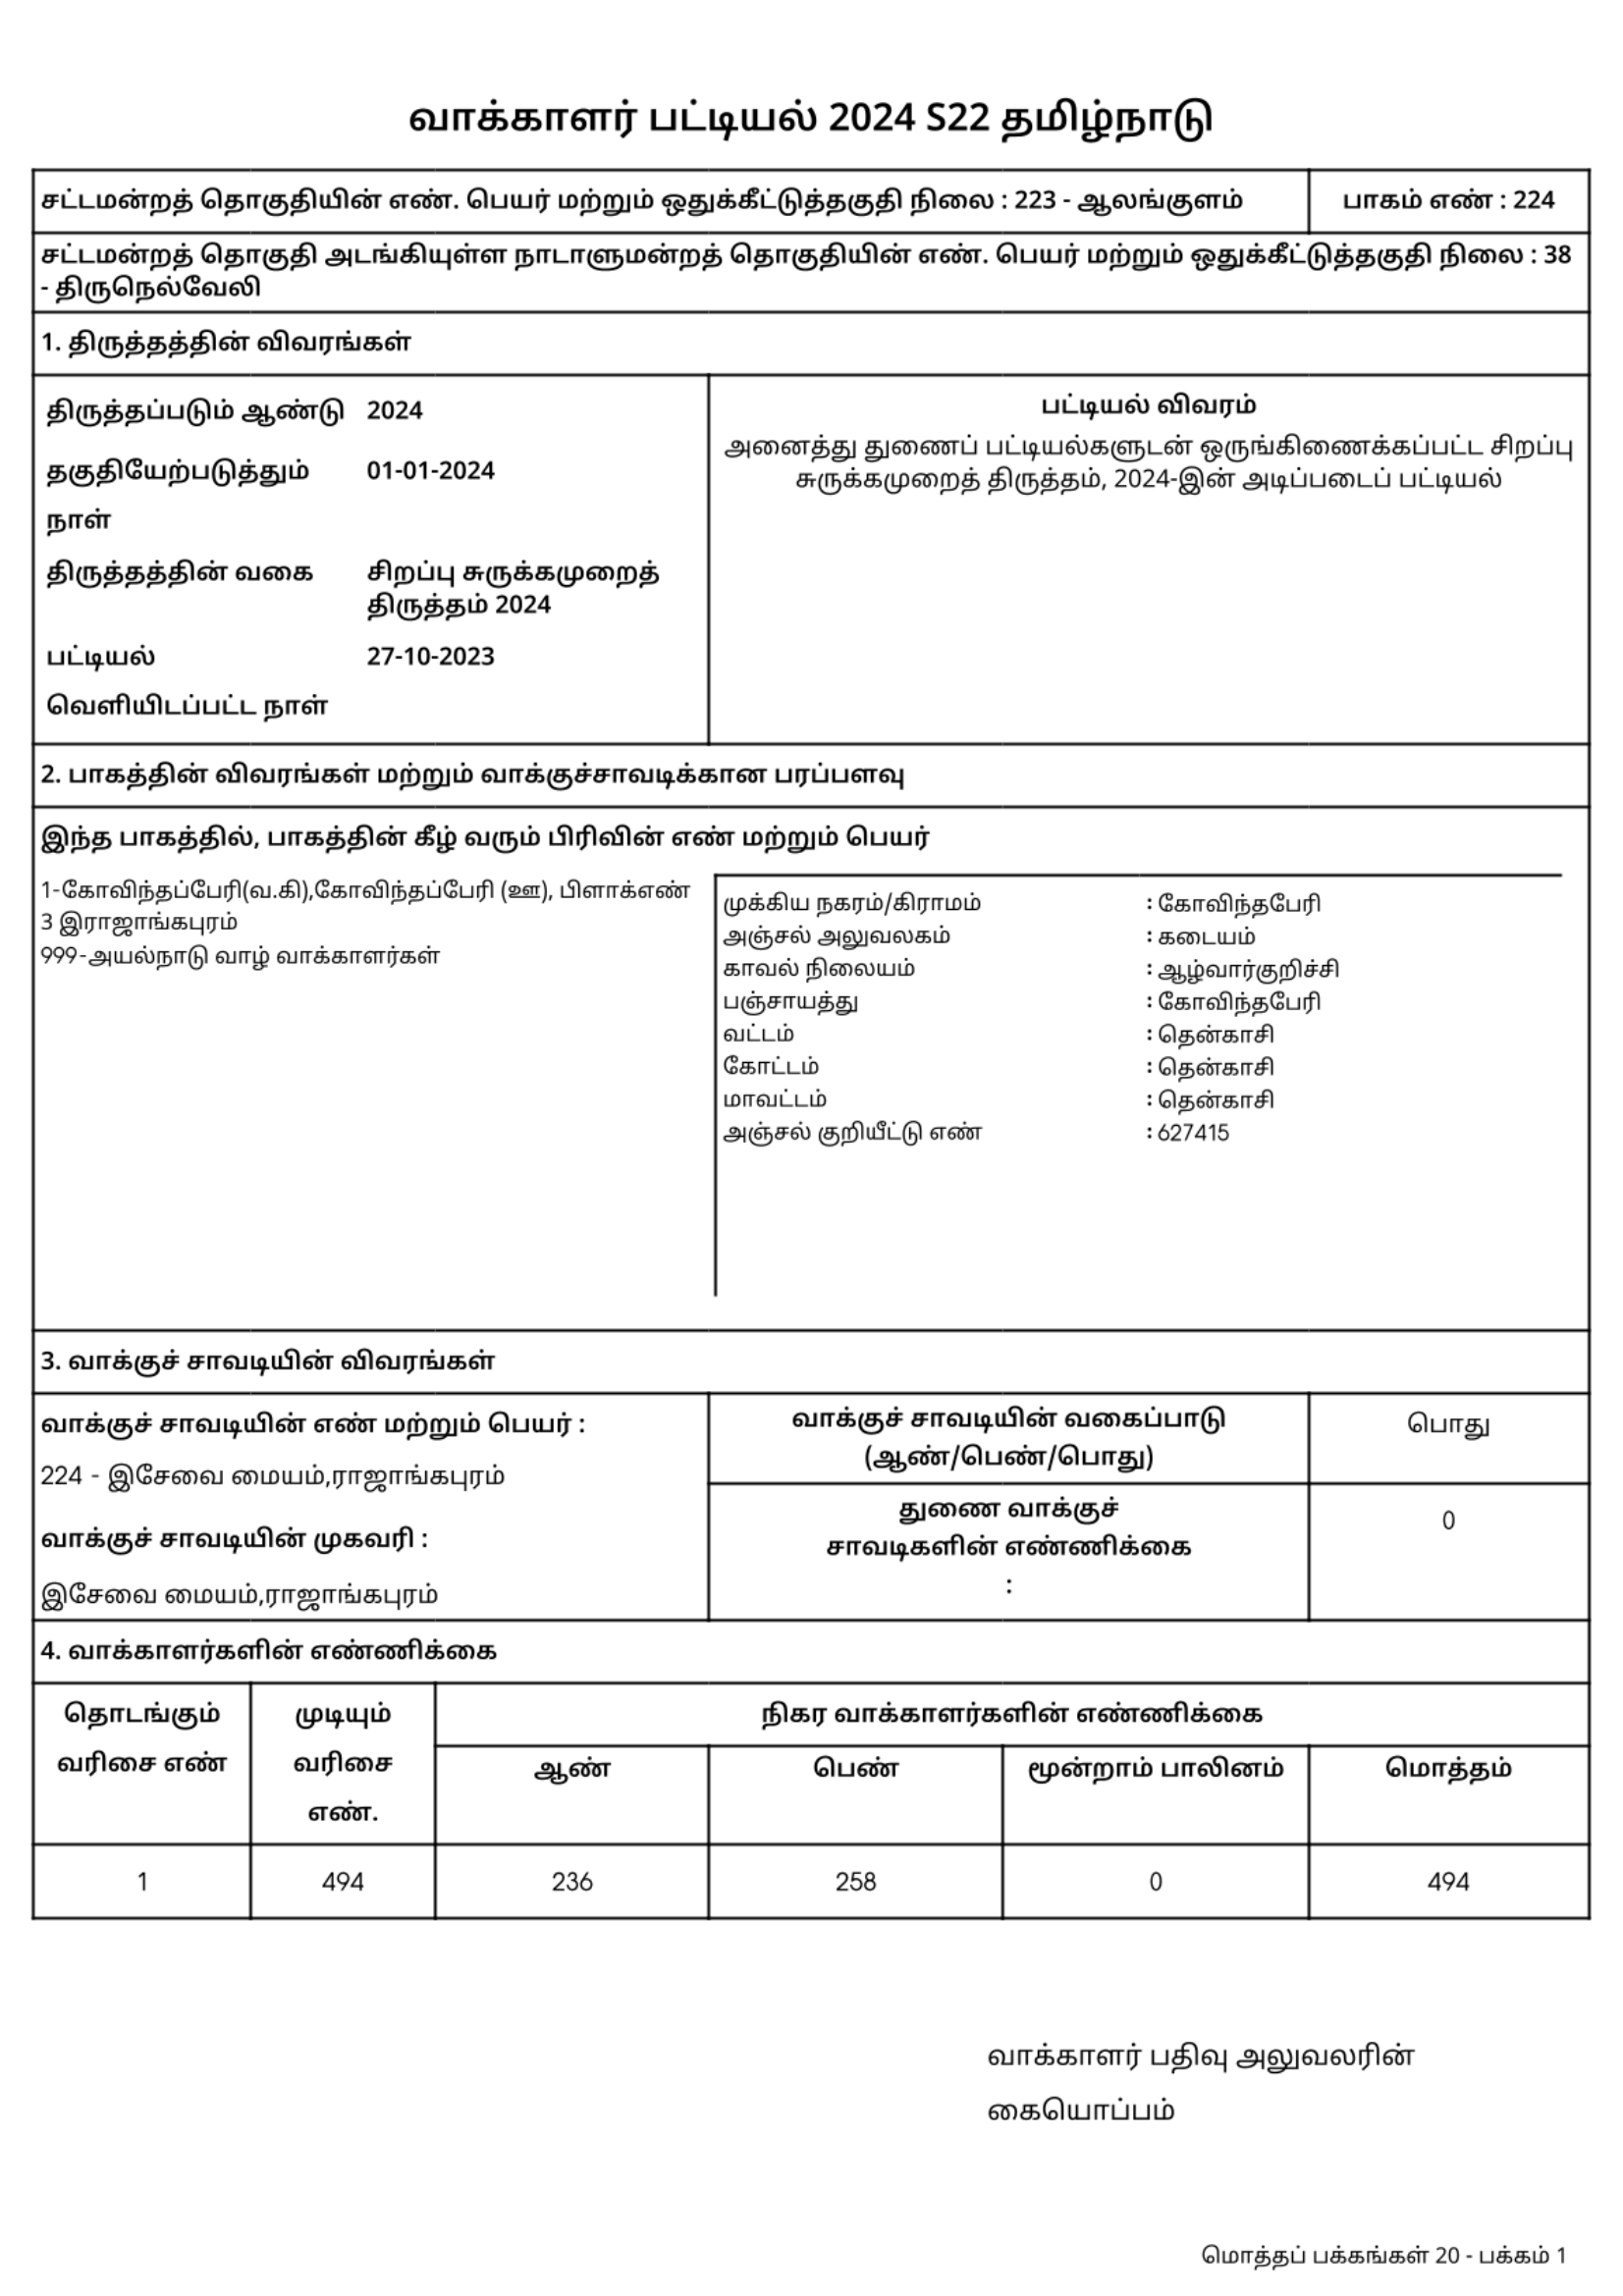 வாக்காளர் பட்டியல் 2024 S22 தமிழ்நாடு
சட்டமன்றத் தொகுதியின் எண். பெயர் மற்றும் ஒதுக்கீட்டுத்தகுதி நிலை : 223 - ஆலங்குளம்
பாகம் எண் : 224
சட்டமன்றத் தொகுதி அடங்கியுள்ள நாடாளுமன்றத் தொகுதியின் எண். பெயர் மற்றும் ஒதுக்கீட்டுத்தகுதி நிலை : 38
- திருநெல்வேலி
1. திருத்தத்தின் விவரங்கள்
திருத்தப்படும் ஆண்டு 2024
தகுதியேற்படுத்தும் 01-01-2024
நாள்
திருத்தத்தின் வகை சிறப்பு சுருக்கமுறைத்
திருத்தம் 2024
பட்டியல் 27-10-2023
வெளியிடப்பட்ட நாள்
பட்டியல் விவரம்
அனைத்து துணைப் பட்டியல்களுடன் ஒருங்கிணைக்கப்பட்ட சிறப்பு
சுருக்கமுறைத் திருத்தம், 2024-இன் அடிப்படைப் பட்டியல்
2. பாகத்தின் விவரங்கள் மற்றும் வாக்குச்சாவடிக்கான பரப்பளவு
இந்த பாகத்தில், பாகத்தின் கீழ் வரும் பிரிவின் எண் மற்றும் பெயர்
1-கோவிந்தப்பேரி(வ.கி),கோவிந்தப்பேரி (ஊ), பிளாக்எண்
3 இராஜாங்கபுரம்
999-அயல்நாடு வாழ் வாக்காளர்கள்
முக்கிய நகரம்/கிராமம் : கோவிந்தபேரி
அஞ்சல் அலுவலகம் : கடையம்
காவல் நிலையம் : ஆழ்வார்குறிச்சி
பஞ்சாயத்து : கோவிந்தபேரி
வட்டம் : தென்காசி
கோட்டம் : தென்காசி
மாவட்டம் : தென்காசி
அஞ்சல் குறியீட்டு எண் : 627415
3. வாக்குச் சாவடியின் விவரங்கள்
வாக்குச் சாவடியின் எண் மற்றும் பெயர் :
224 - இசேவை மையம்,ராஜாங்கபுரம்
வாக்குச் சாவடியின் முகவரி :
இசேவை மையம்,ராஜாங்கபுரம்
வாக்குச் சாவடியின் வகைப்பாடு
(ஆண்/பெண்/பொது)
பொது
துணை வாக்குச்
சாவடிகளின் எண்ணிக்கை
:
0
4. வாக்காளர்களின் எண்ணிக்கை
தொடங்கும்
வரிசை எண்
முடியும்
வரிசை
எண்.
நிகர வாக்காளர்களின் எண்ணிக்கை
ஆண் பெண் மூன்றாம் பாலினம் மொத்தம்
1 494 236 258 0 494
வாக்காளர் பதிவு அலுவலரின்
கையொப்பம்
மொத்தப் பக்கங்கள் 20 - பக்கம் 1